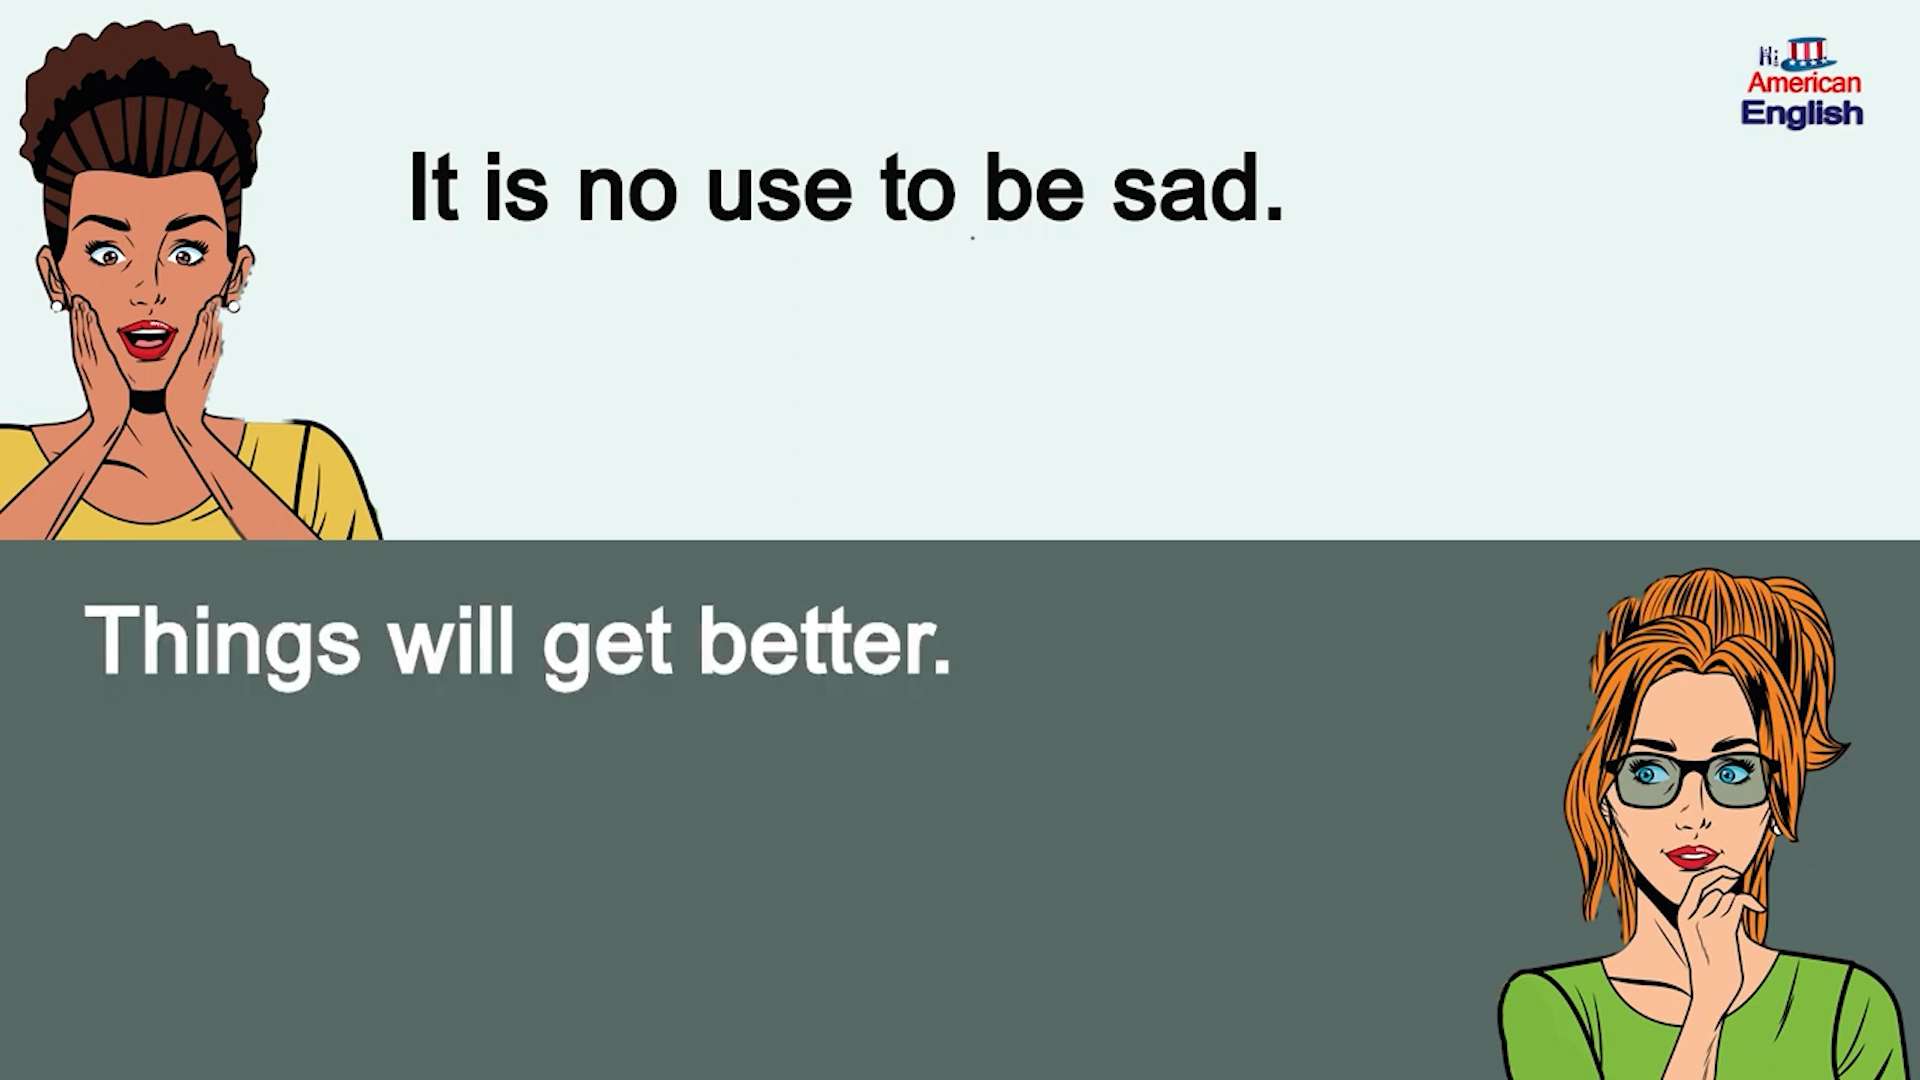 Hi
American
English
It is no use to be sad.
Things will get better.